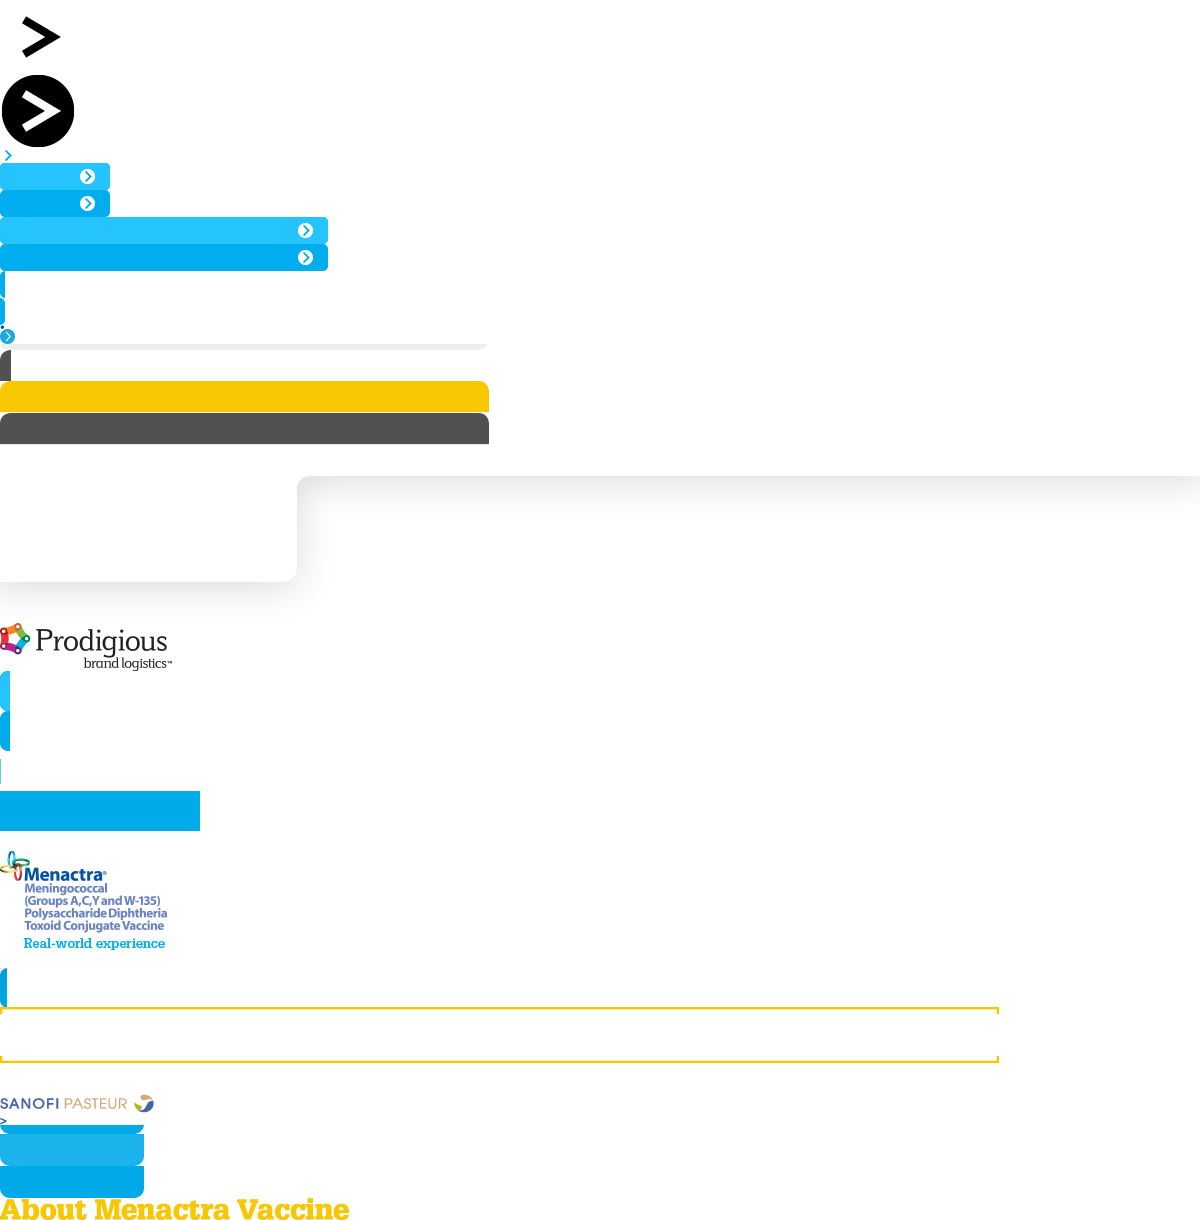 Prodigious
brand logistics™
Menactra®
Meningococcal
(Groups A,C,Y and W-135)
Polysaccharide Diphtheria
Toxoid Conjugate Vaccine
Real-world experience
SANOFI PASTEUR
>
About Menactra Vaccine